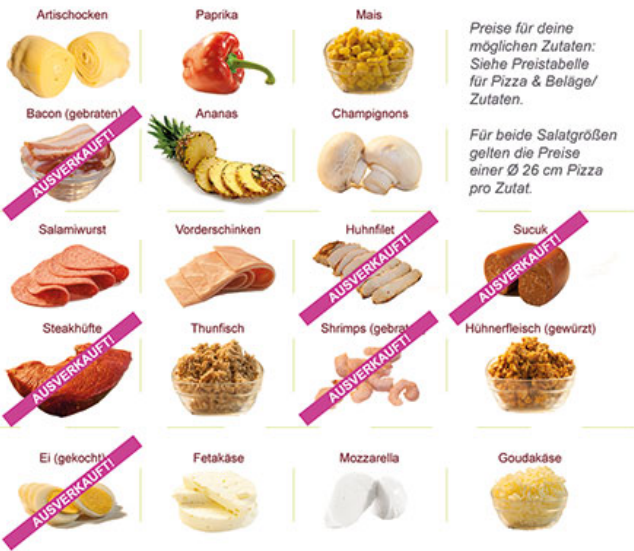 Artischocken
Paprika
Mais
Preise für deine
möglichen Zutaten:
Siehe Preistabelle
für Pizza & Beläge/
Zutaten.
Bacon (gebraten)
AUSVERKAUFT!
Ananas
Champignons
Für beide Salatgrößen
gelten die Preise
einer Ø 26 cm Pizza
pro Zutat.
Salamiwurst
Vorderschinken
Huhnfilet
AUSVERKAUFT!
Sucuk
AUSVERKAUFT!
Steakhüfte
AUSVERKAUFT!
Thunfisch
Shrimps (gebrat
AUSVERKAUFT!
Hühnerfleisch (gewürzt)
Ei (gekocht)
AUSVERKAUFT!
Fetakäse
Mozzarella
Goudakäse